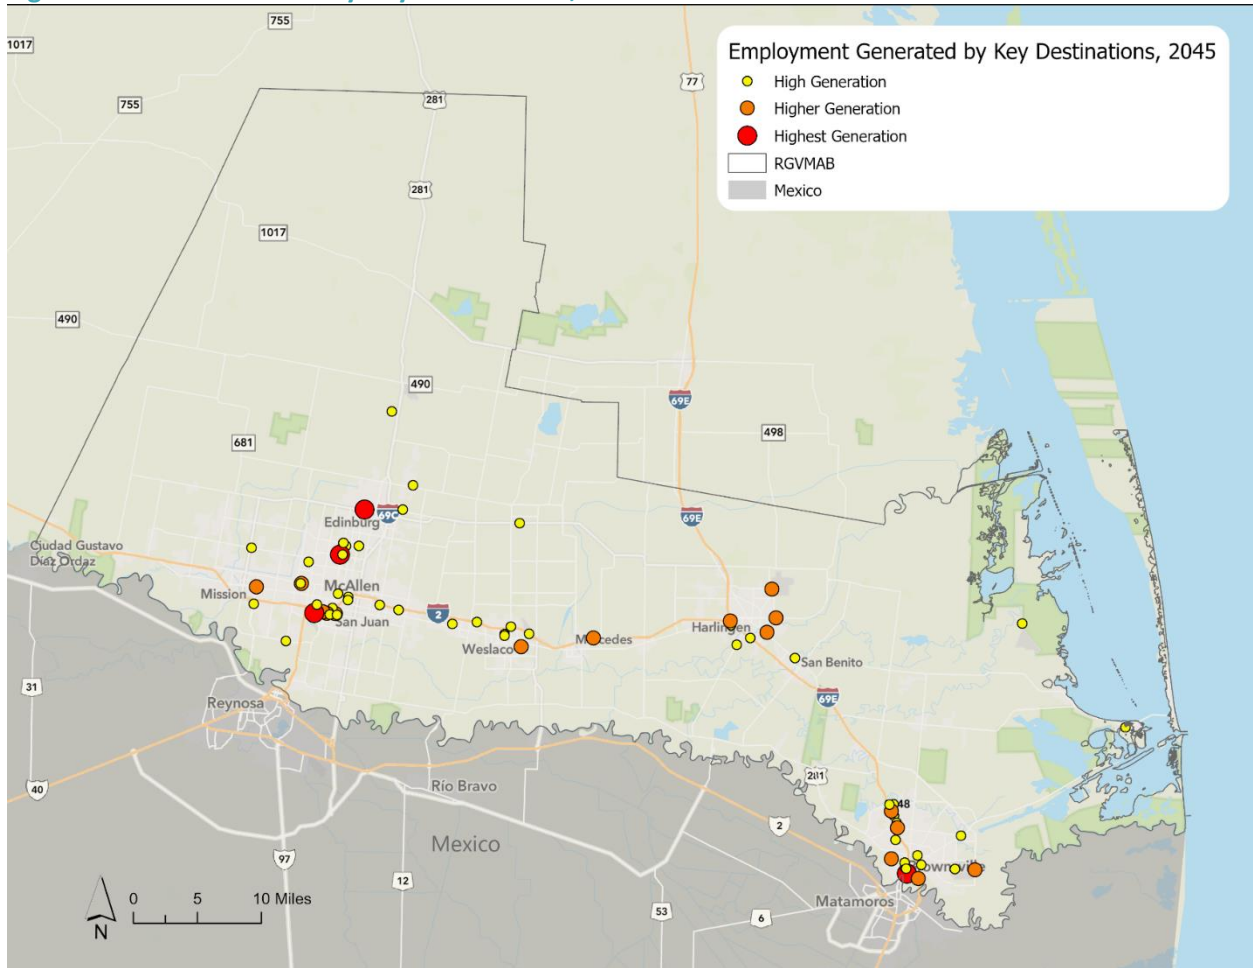 755
1017
77
Employment Generated by Key Destinations, 2045
High Generation
Higher Generation
Highest Generation
RGVMAB
Mexico
755
281
281
1017
490
490
69E
681
498
69C
69E
Edinburg
Ciudad Gustavo
Díaz Ordaz
Mission
McAllen
2
San Juan
Harlingen
Weslaco
Mercedes
San Benito
31
Reynosa
69E
281
40
Río Bravo
48
2
Mexico
97
Brownville
12
Matamoros
53
6
0 5 10 Miles
N